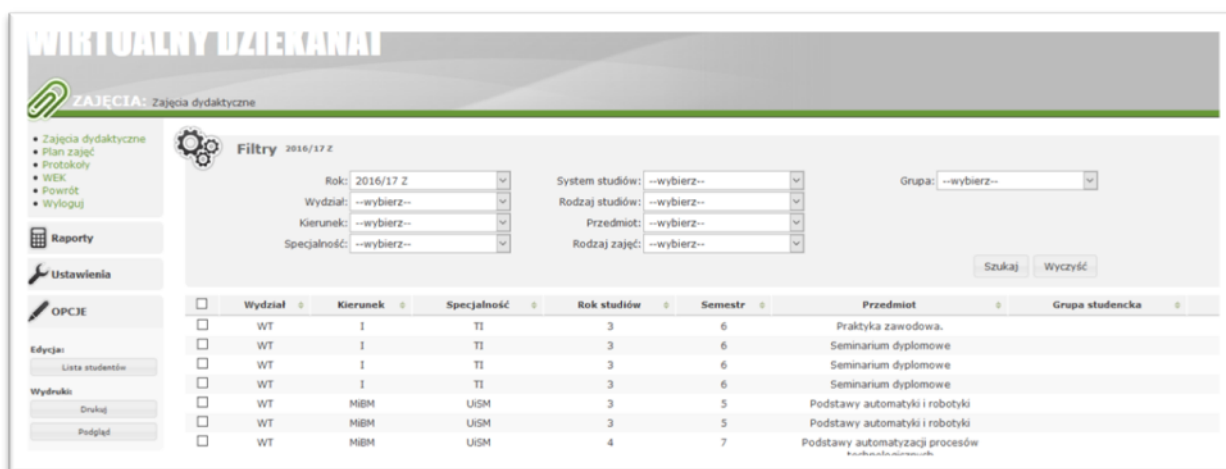 WIRTUALNY DZIEKANAT
ZAJĘCIA: Zajęcia dydaktyczne
Zajęcia dydaktyczne
Plan zajęć
Protokoły
WEK
Powrót
Wyloguj
Raporty
Ustawienia
OPCJE
Edycja:
Lista studentów
Wydruki:
Drukuj
Podgląd
Filtry 2016/17 Z
Rok: 2016/17 Z System studiów: --wybierz-- Grupa: --wybierz--
Wydział: --wybierz-- Rodzaj studiów: --wybierz--
Kierunek: --wybierz-- Przedmiot: --wybierz--
Specjalność: --wybierz-- Rodzaj zajęć: --wybierz--
Szukaj Wyczyść
Wydział Kierunek Specjalność Rok studiów Semestr Przedmiot Grupa studencka
WT I TI 3 6 Praktyka zawodowa.
WT I TI 3 6 Seminarium dyplomowe
WT I TI 3 6 Seminarium dyplomowe
WT I TI 3 6 Seminarium dyplomowe
WT MiBM UiSM 3 5 Podstawy automatyki i robotyki
WT MiBM UiSM 3 5 Podstawy automatyki i robotyki
WT MiBM UiSM 4 7 Podstawy automatyzacji procesów
technologicznych